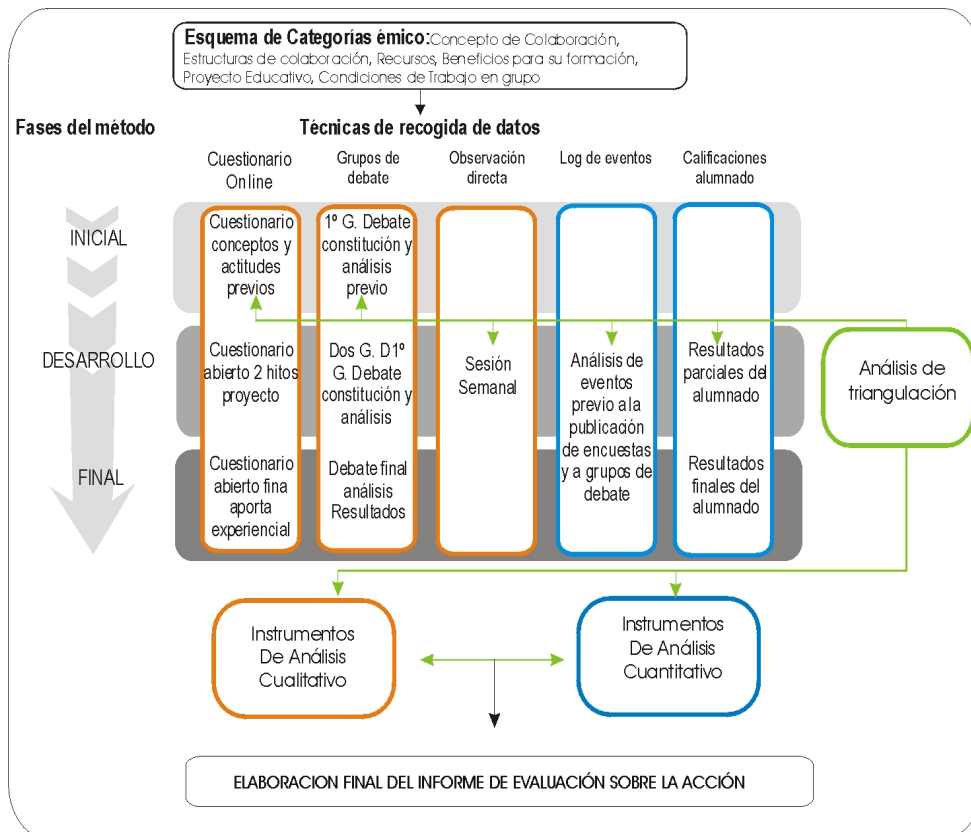 Esquema de Categorías émico:Concepto de Colaboración,
Estructuras de colaboración, Recursos, Beneficios para su formación,
Proyecto Educativo, Condiciones de Trabajo en grupo
Fases del método
Técnicas de recogida de datos
Cuestionario
Online
Grupos de
debate
Observación
directa
Log de eventos
Calificaciones
alumnado
INICIAL
Cuestionario
conceptos y
actitudes
previos
1º G. Debate
constitución y
análisis
previo
DESARROLLO
Cuestionario
abierto 2 hitos
proyecto
Dos G. D1º
G. Debate
constitución y
análisis
Sesión
Semanal
Análisis de
eventos
previo a la
publicación
de encuestas
y a grupos de
debate
Resultados
parciales del
alumnado
Análisis de
triangulación
FINAL
Cuestionario
abierto fina
aporta
experiencial
Debate final
análisis
Resultados
Resultados
finales del
alumnado
Instrumentos
De Análisis
Cualitativo
Instrumentos
De Análisis
Cuantitativo
ELABORACION FINAL DEL INFORME DE EVALUACIÓN SOBRE LA ACCIÓN